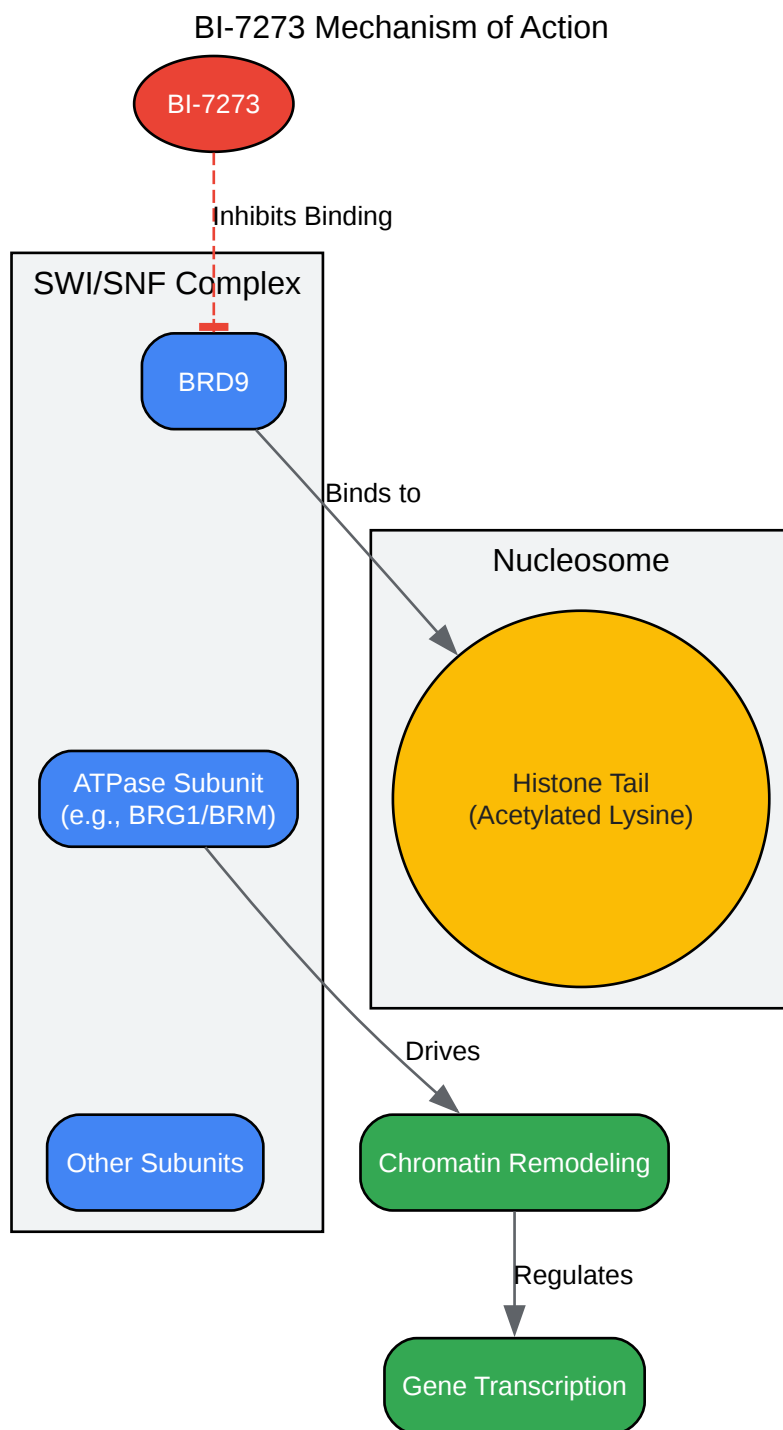 BI-7273 Mechanism of Action
BI-7273
Inhibits Binding
SWI/SNF Complex
BRD9
Binds to
Nucleosome
ATPase Subunit
(e.g., BRG1/BRM)
Histone Tail
(Acetylated Lysine)
Drives
Other Subunits
Chromatin Remodeling
Regulates
Gene Transcription